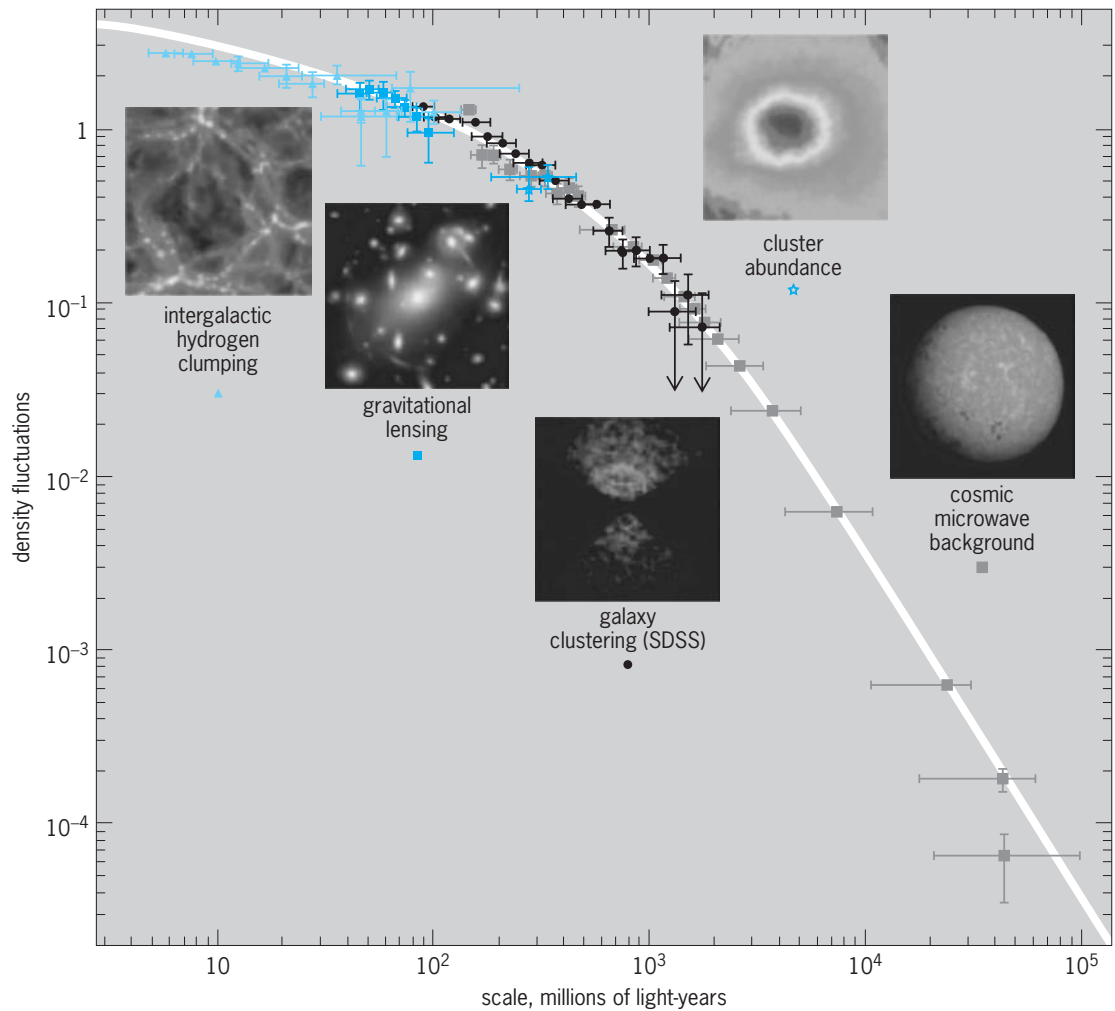 density fluctuations
1
10⁻¹
10⁻²
10⁻³
10⁻⁴
intergalactic
hydrogen
clumping
gravitational
lensing
galaxy
clustering (SDSS)
cluster
abundance
cosmic
microwave
background
10
10²
10³
10⁴
10⁵
scale, millions of light-years